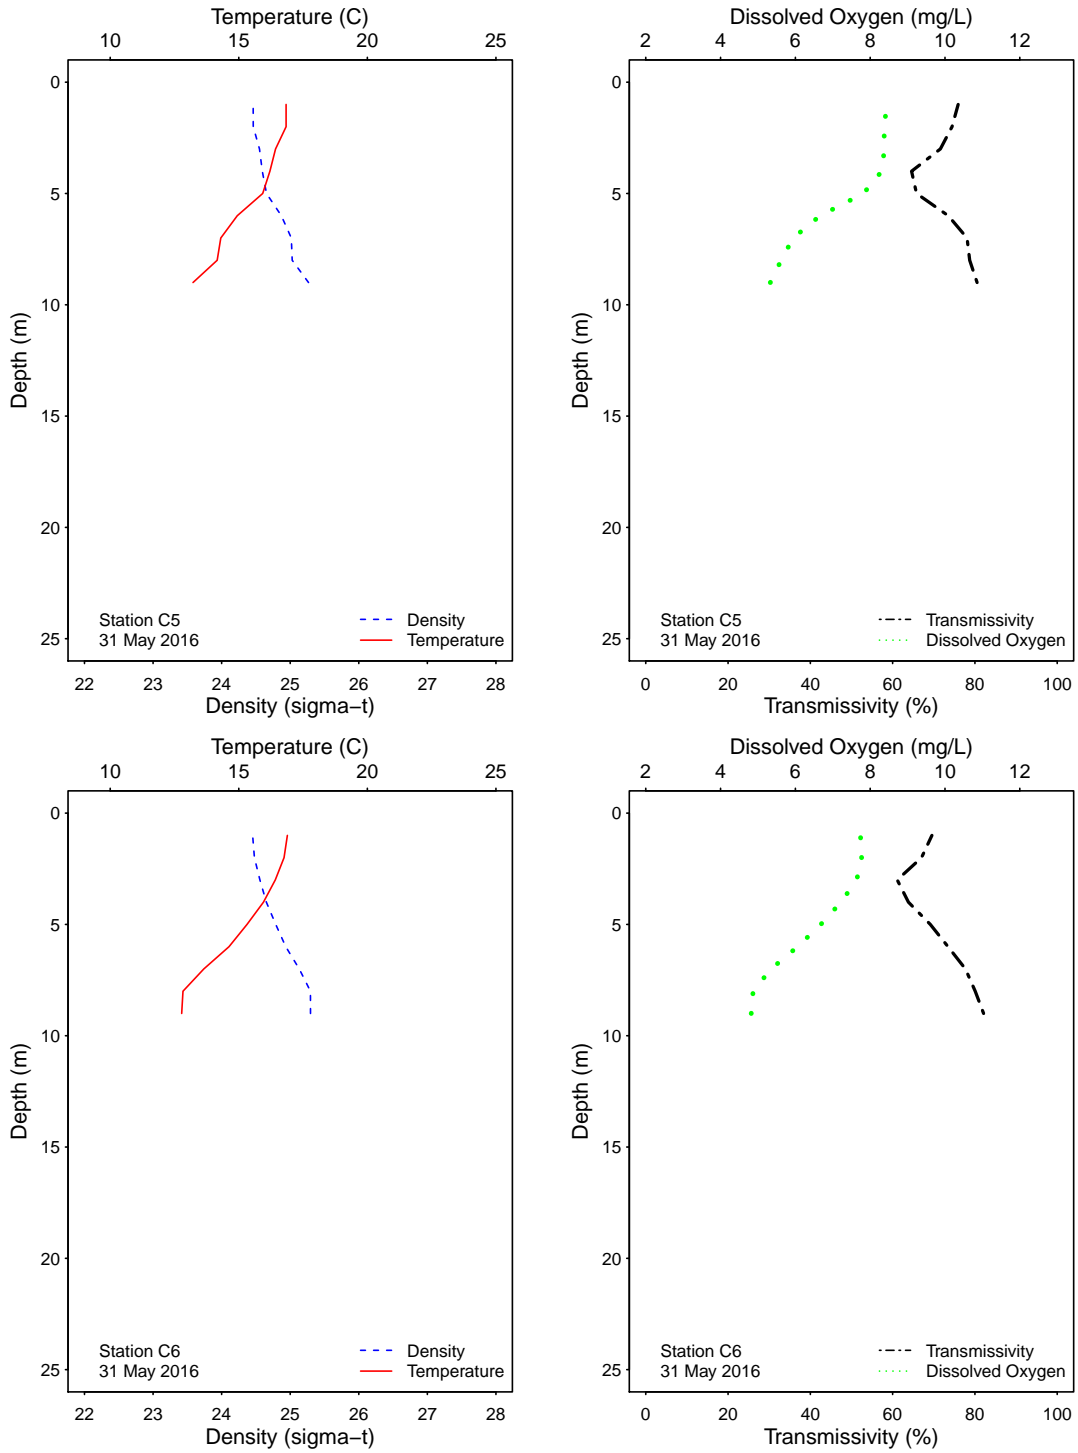 Temperature (C)
10 15 20 25
0
5
10
15
20
25
Depth (m)
Station C5
31 May 2016
Density
Temperature
22 23 24 25 26 27 28
Density (sigma−t)
Dissolved Oxygen (mg/L)
2 4 6 8 10 12
0
5
10
15
20
25
Depth (m)
Station C5
31 May 2016
Transmissivity
Dissolved Oxygen
0 20 40 60 80 100
Transmissivity (%)
Temperature (C)
10 15 20 25
0
5
10
15
20
25
Depth (m)
Station C6
31 May 2016
Density
Temperature
22 23 24 25 26 27 28
Density (sigma−t)
Dissolved Oxygen (mg/L)
2 4 6 8 10 12
0
5
10
15
20
25
Depth (m)
Station C6
31 May 2016
Transmissivity
Dissolved Oxygen
0 20 40 60 80 100
Transmissivity (%)